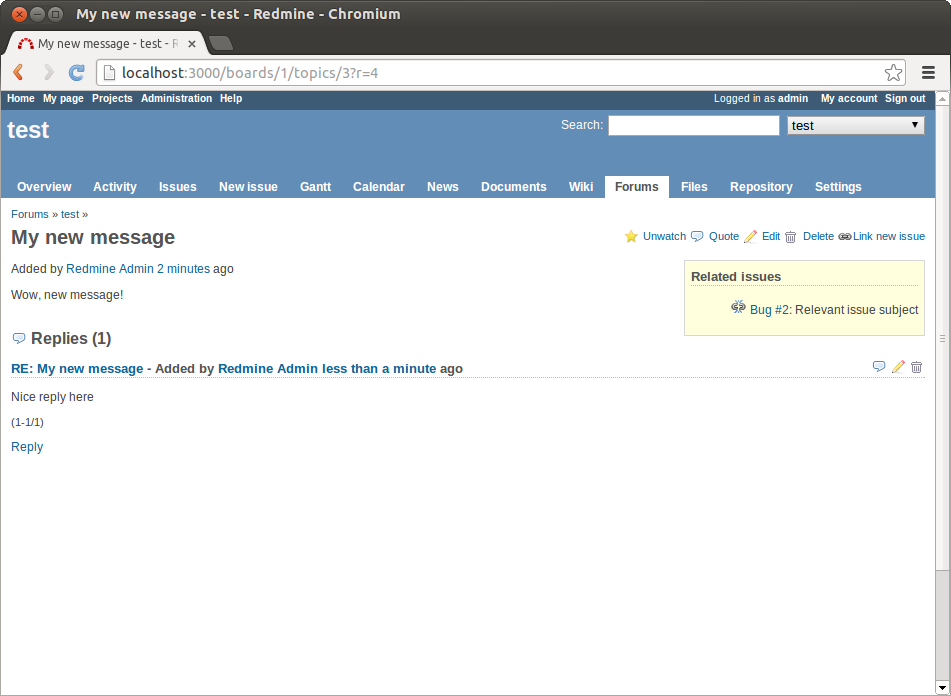 My new message - test - Redmine - Chromium
My new message - test - R
localhost:3000/boards/1/topics/3?r=4
Home My page Projects Administration Help Logged in as admin My account Sign out
test Search: test
Overview Activity Issues New issue Gantt Calendar News Documents Wiki Forums Files Repository Settings
Forums » test »
My new message Unwatch Quote Edit Delete Link new issue
Added by Redmine Admin 2 minutes ago
Wow, new message!
Related issues
Bug #2: Relevant issue subject
Replies (1)
RE: My new message - Added by Redmine Admin less than a minute ago
Nice reply here
(1-1/1)
Reply